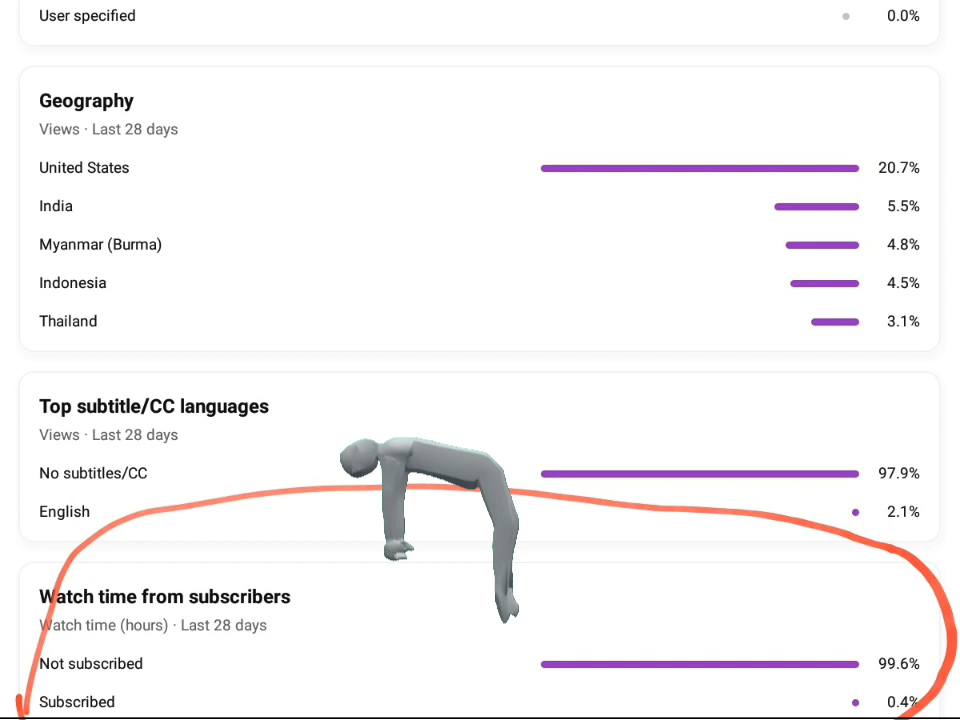 User specified 0.0%
Geography
Views · Last 28 days
United States 20.7%
India 5.5%
Myanmar (Burma) 4.8%
Indonesia 4.5%
Thailand 3.1%
Top subtitle/CC languages
Views · Last 28 days
No subtitles/CC 97.9%
English 2.1%
Watch time from subscribers
Watch time (hours) · Last 28 days
Not subscribed 99.6%
Subscribed 0.4%